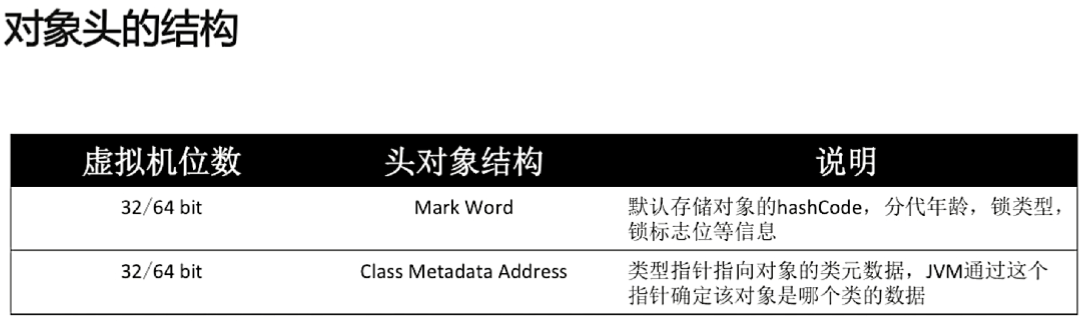 对象头的结构
虚拟机位数 头对象结构 说明
32/64 bit Mark Word 默认存储对象的hashCode，分代年龄，锁类型，
锁标志位等信息
32/64 bit Class Metadata Address 类型指针指向对象的类元数据，JVM通过这个
指针确定该对象是哪个类的数据